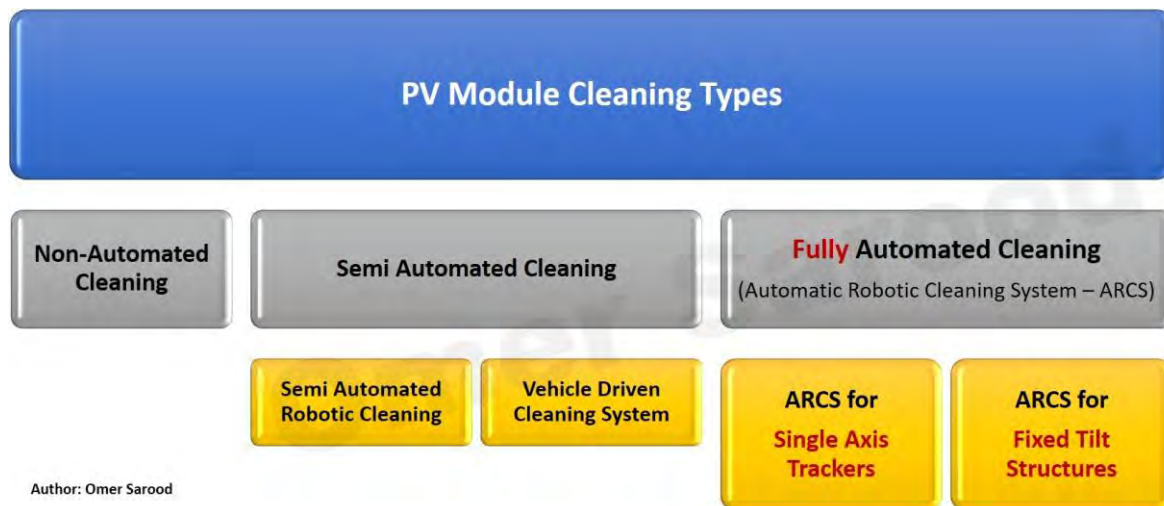 PV Module Cleaning Types
Non-Automated
Cleaning
Semi Automated Cleaning
Fully Automated Cleaning
(Automatic Robotic Cleaning System – ARCS)
Semi Automated
Robotic Cleaning
Vehicle Driven
Cleaning System
ARCS for
Single Axis
Trackers
ARCS for
Fixed Tilt
Structures
Author: Omer Sarood
Omer Sarood